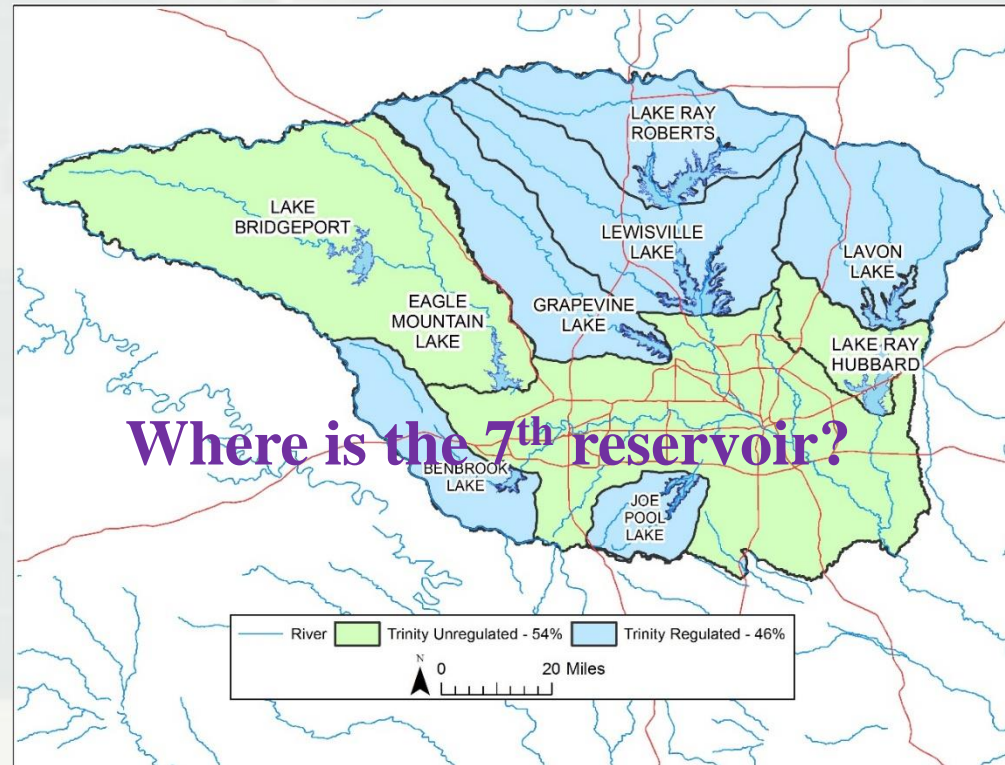 LAKE RAY
ROBERTS
LAKE
BRIDGEPORT
LEWISVILLE
LAKE
LAVON
LAKE
EAGLE
MOUNTAIN
LAKE
GRAPEVINE
LAKE
LAKE RAY
HUBBARD
Where is the 7th reservoir?
BENBROOK
LAKE
JOE
POOL
LAKE
River Trinity Unregulated - 54% Trinity Regulated - 46%
N
0 20 Miles